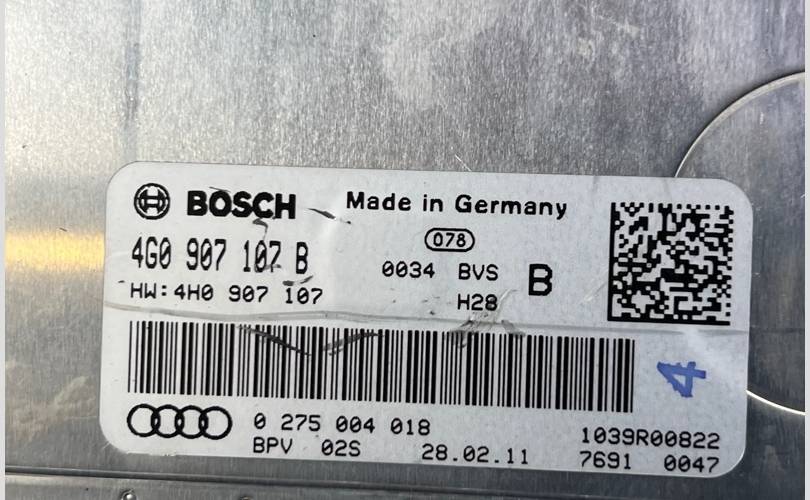 BOSCH Made in Germany
4G0 907 107 B
HW:4H0 907 107
078
0034 BVS B
H28
4
0 275 004 018
BPV 02S 28.02.11
1039R00822
7691 0047